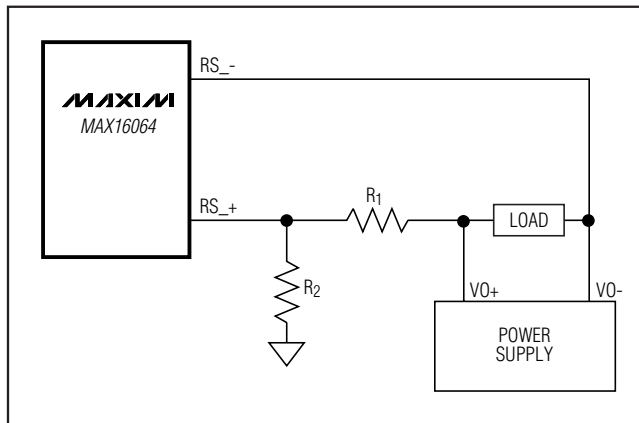 RS_-
MAXIM
MAX16064
RS_+
R1
LOAD
R2
VO+
VO-
POWER
SUPPLY